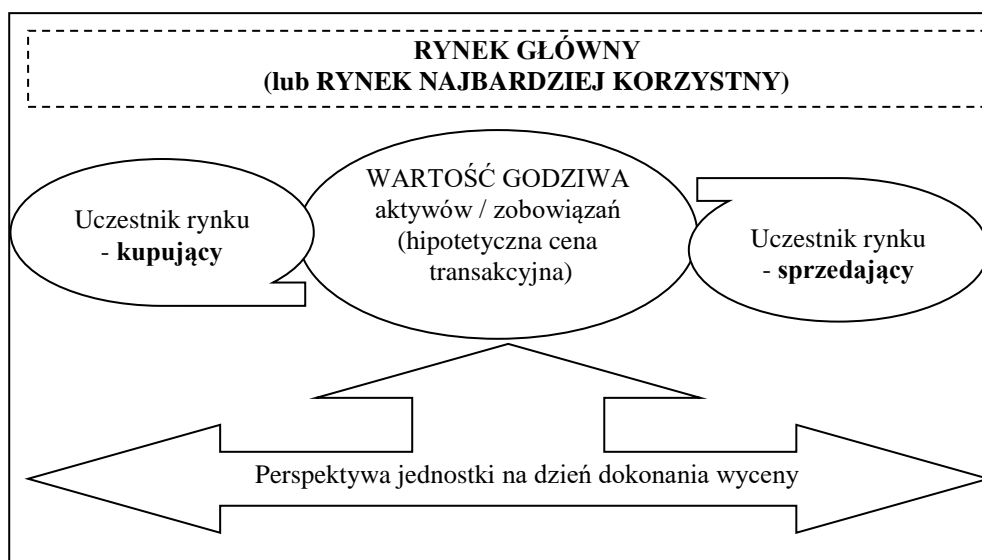 RYNEK GŁÓWNY
(lub RYNEK NAJBARDZIEJ KORZYSTNY)
WARTOŚĆ GODZIWA
aktywów / zobowiązań
(hipotetyczna cena
transakcyjna)
Uczestnik rynku
- kupujący
Uczestnik rynku
- sprzedający
Perspektywa jednostki na dzień dokonania wyceny